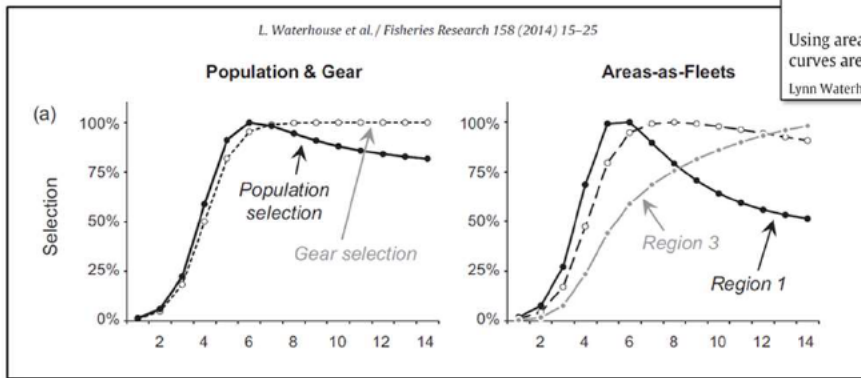 L. Waterhouse et al. / Fisheries Research 158 (2014) 15–25
Using area
curves are
Lynn Waterh
Population & Gear
Areas-as-Fleets
(a)
Selection
100%
75%
50%
25%
0%
Population
selection
Gear selection
2 4 6 8 10 12 14
100%
75%
50%
25%
0%
Region 3
Region 1
2 4 6 8 10 12 14